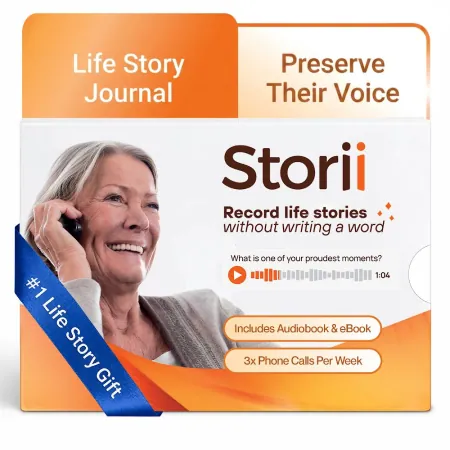 Life Story
Journal
Preserve
Their Voice
Storii
Record life stories
without writing a word
What is one of your proudest moments?
1:04
Includes Audiobook & eBook
3x Phone Calls Per Week
#1 Life Story Gift